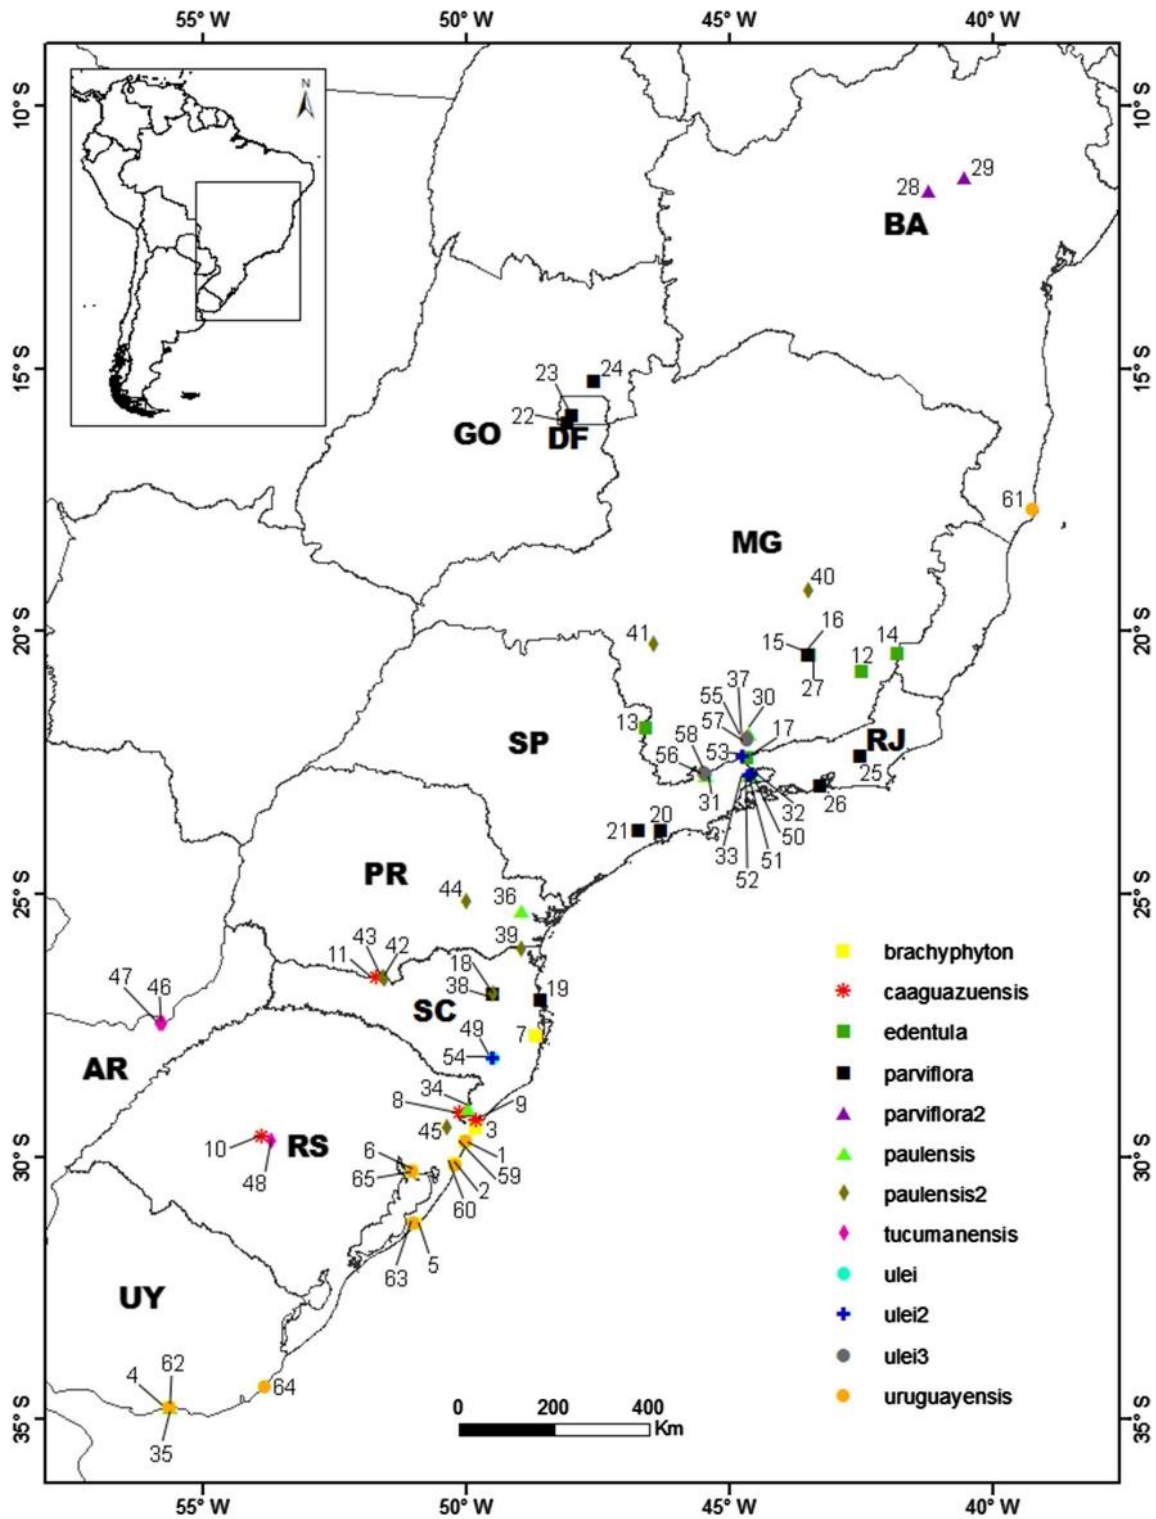 55° W 50° W 45° W 40° W
10°S
10°S
N
28
29
BA
15°S
15°S
24
23
22
GO
DF
61
MG
40
20°S
20°S
41
16
15
14
12
27
37
30
55
57
17
13
SP
58
53
56
RJ
25
31
32
26
50
21
20
33
51
52
PR
44
36
25°S
25°S
43
42
11
39
18
38
19
47
46
SC
7
49
54
AR
34
8
9
45
3
10
RS
48
6
1
65
59
2
60
30°S
30°S
63
5
UY
4
62
64
35
35°S
35°S
brachyphyton
caaguazuensis
edentula
parviflora
parviflora2
paulensis
paulensis2
tucumanensis
ulei
ulei2
ulei3
uruguayensis
0 200 400
Km
55° W 50° W 45° W 40° W